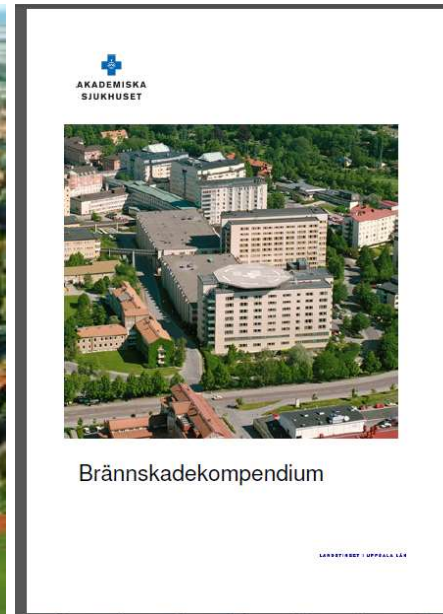 AKADEMISKA
SJUKHUSET
Brännskadekompendium
LANDSTINGET I UPPSALA LÄN